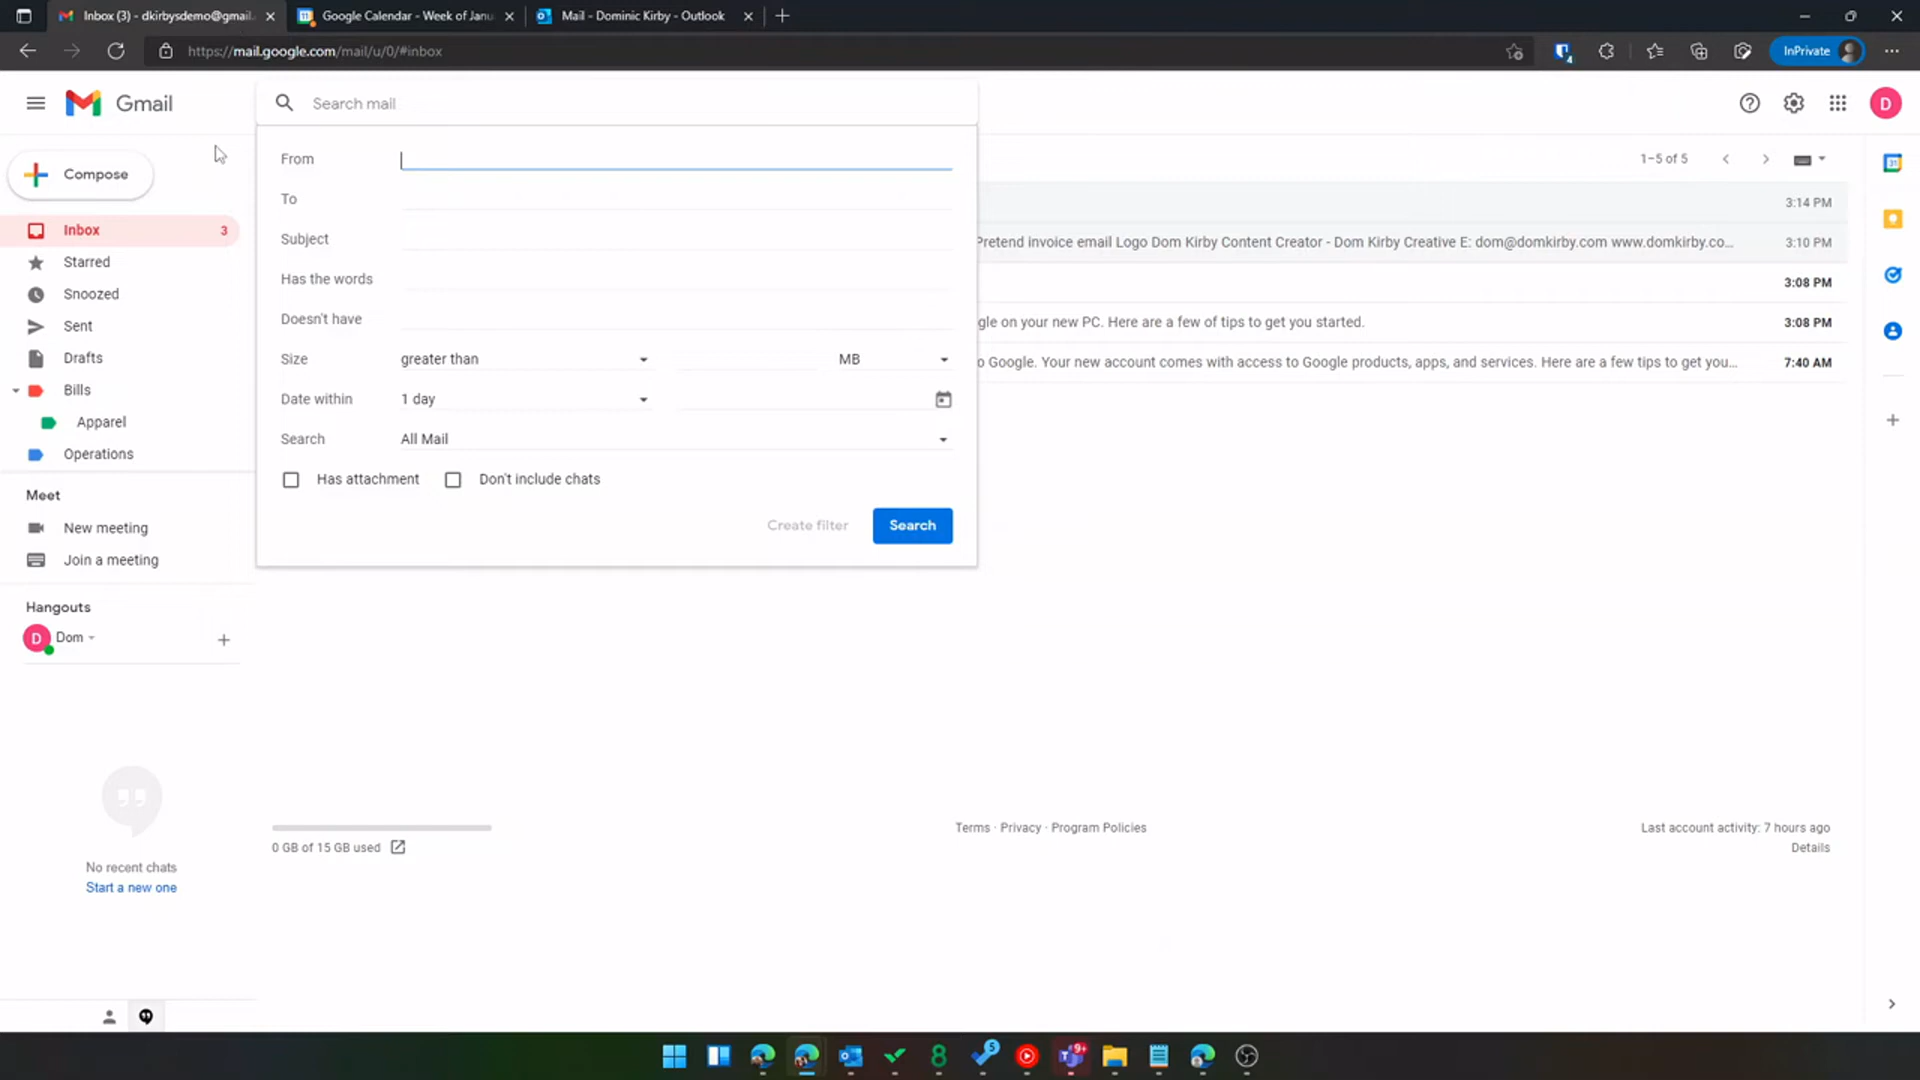 Inbox (3) - dkirbysdemo@gmail.
Google Calendar - Week of Janu
Mail - Dominic Kirby - Outlook
https://mail.google.com/mail/u/0/#inbox
4
InPrivate
Gmail
Search mail
D
Compose
From
1–5 of 5
To
3:14 PM
Inbox 3
Subject
Pretend invoice email Logo Dom Kirby Content Creator - Dom Kirby Creative E: dom@domkirby.com www.domkirby.co... 3:10 PM
Starred
Has the words
3:08 PM
Snoozed
Doesn't have
gle on your new PC. Here are a few of tips to get you started. 3:08 PM
Sent
Size greater than MB
o Google. Your new account comes with access to Google products, apps, and services. Here are a few tips to get you... 7:40 AM
Drafts
Date within 1 day
Bills
Apparel
Search All Mail
Operations
Has attachment Don't include chats
Meet
New meeting
Create filter Search
Join a meeting
Hangouts
D Dom
No recent chats
Start a new one
0 GB of 15 GB used
Terms · Privacy · Program Policies
Last account activity: 7 hours ago
Details
31
8
5
9+